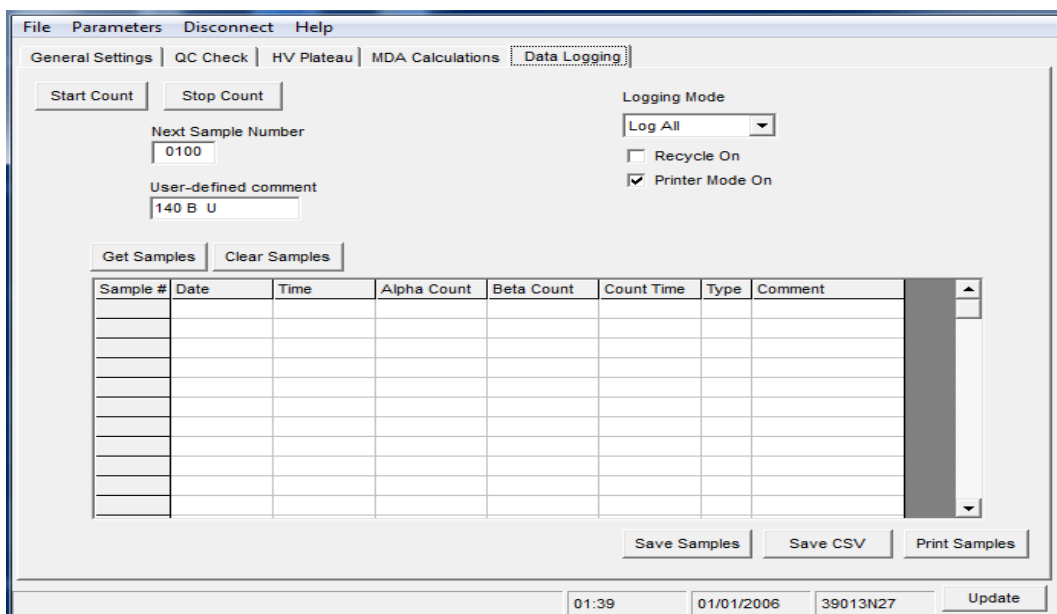 File Parameters Disconnect Help
General Settings QC Check HV Plateau MDA Calculations Data Logging
Start Count Stop Count
Logging Mode
Log All
Next Sample Number
0100
Recycle On
Printer Mode On
User-defined comment
140 B U
Get Samples Clear Samples
Sample # Date Time Alpha Count Beta Count Count Time Type Comment
Save Samples Save CSV Print Samples
01:39 01/01/2006 39013N27 Update